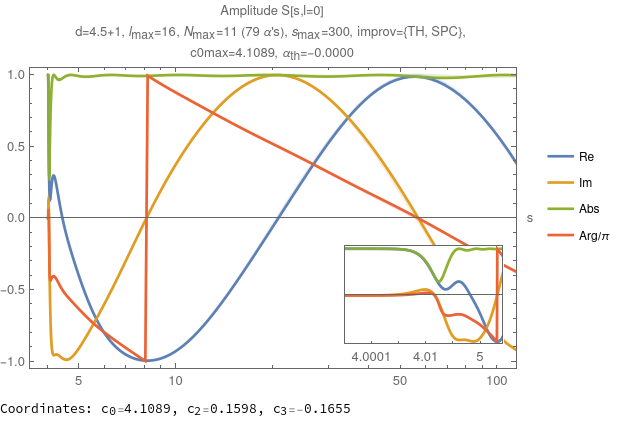 Amplitude S[s,l=0]
d=4.5+1, lmax=16, Nmax=11 (79 α's), smax=300, improv={TH, SPC},
c0max=4.1089, αth=−0.0000
1.0
0.5
0.0
−0.5
−1.0
5
10
50
100
s
4.0001
4.01
5
Re
Im
Abs
Arg/π
Coordinates: c0=4.1089, c2=0.1598, c3=-0.1655